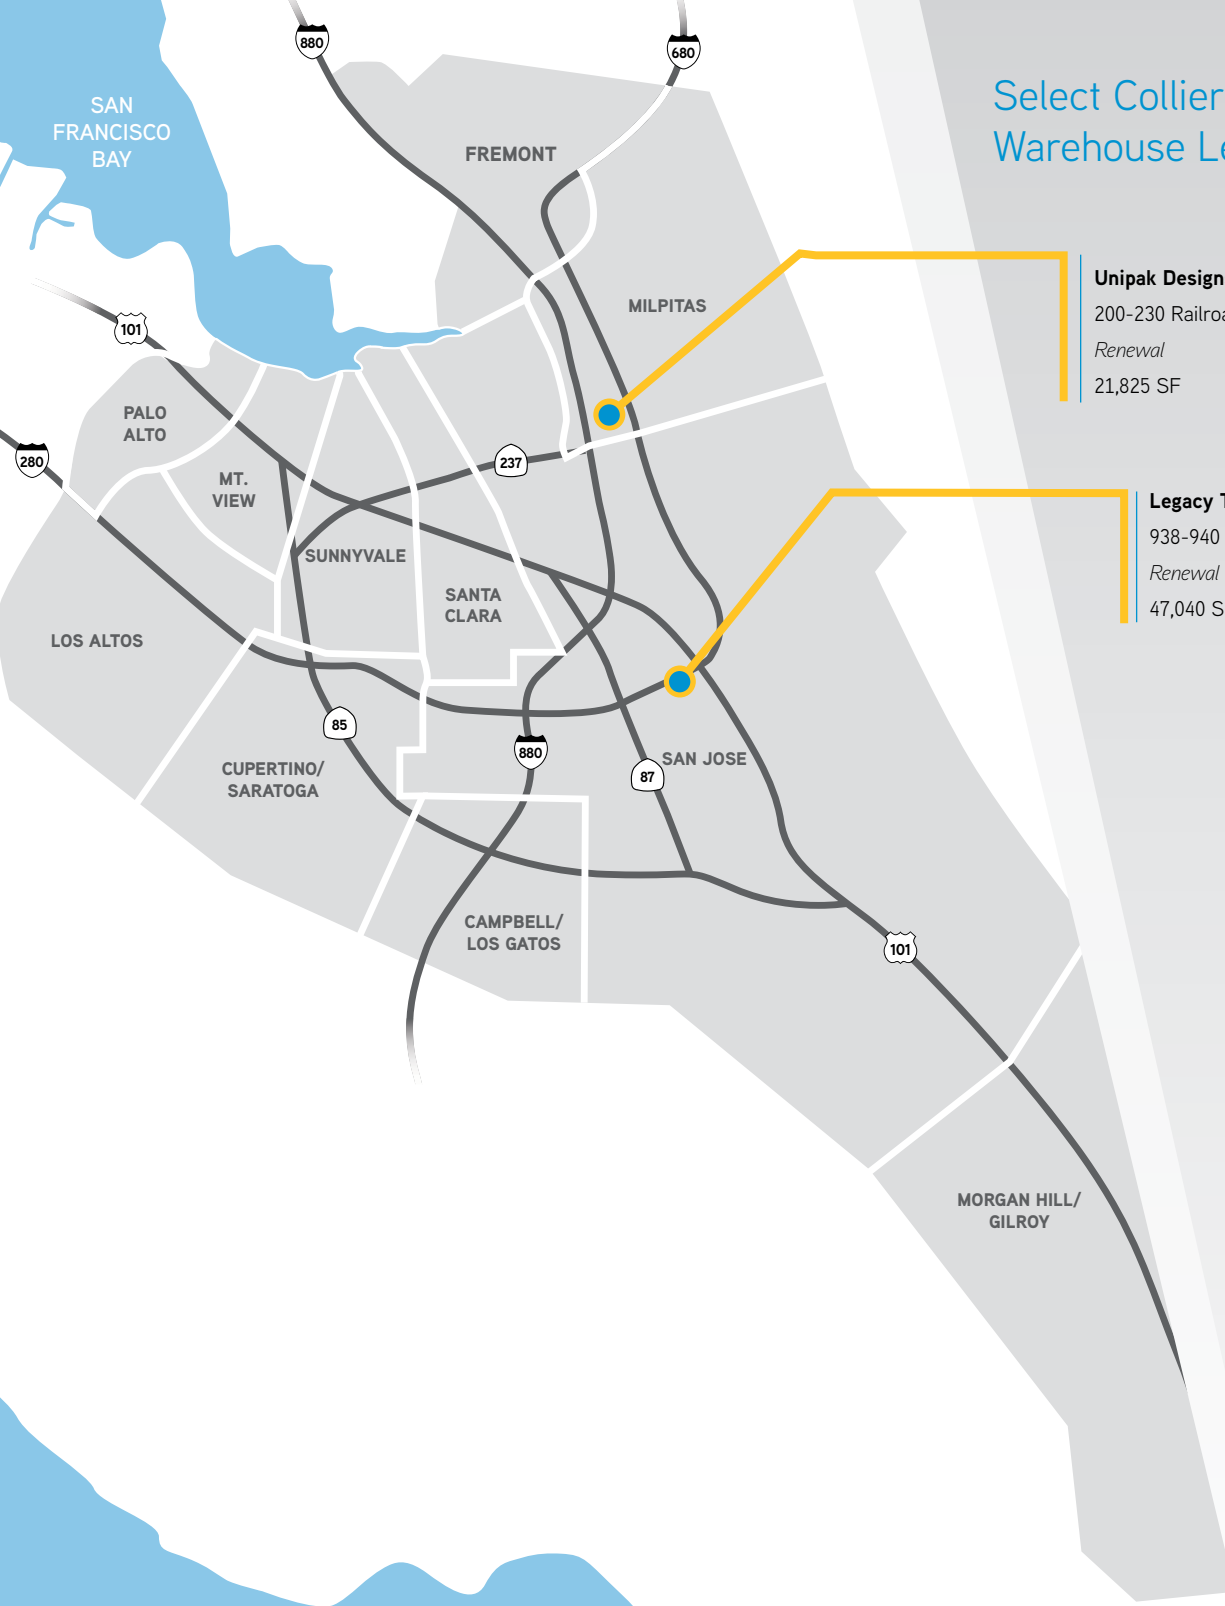 880
680
SAN
FRANCISCO
BAY
Select Collier
Warehouse Le
FREMONT
Unipak Design
200-230 Railroa
Renewal
21,825 SF
MILPITAS
101
PALO
ALTO
280
237
MT.
VIEW
Legacy T
938-940
Renewal
47,040 S
SUNNYVALE
SANTA
CLARA
LOS ALTOS
85
880
87
SAN JOSE
CUPERTINO/
SARATOGA
CAMPBELL/
LOS GATOS
101
MORGAN HILL/
GILROY